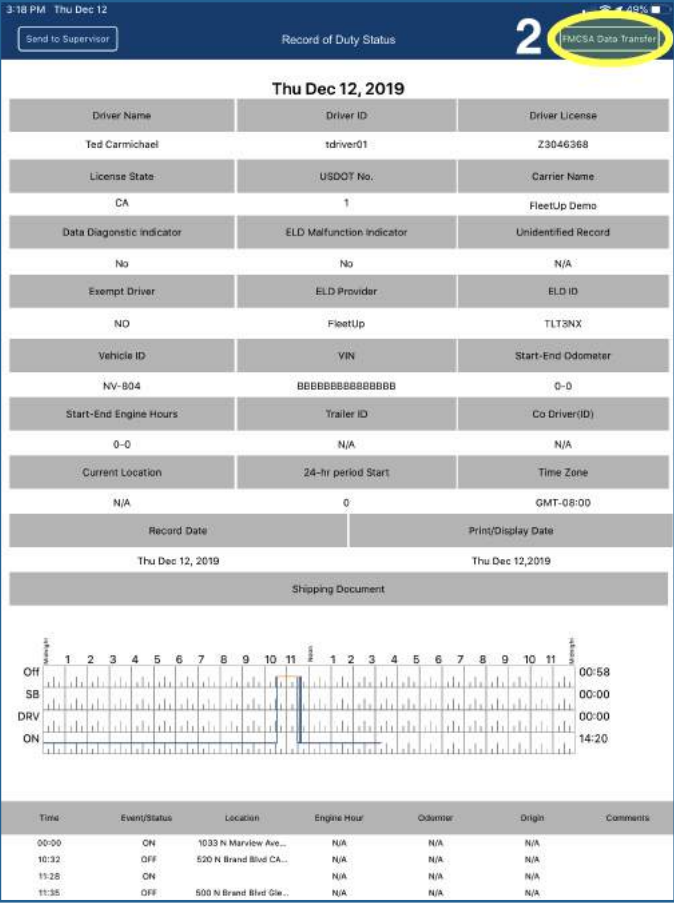 3:18 PM Thu Dec 12 49%
Send to Supervisor Record of Duty Status 2 FMCSA Data Transfer
Thu Dec 12, 2019
Driver Name Driver ID Driver License
Ted Carmichael tdriver01 Z3046368
License State USDOT No. Carrier Name
CA 1 FleetUp Demo
Data Diagonstic Indicator ELD Malfunction Indicator Unidentified Record
No No N/A
Exempt Driver ELD Provider ELD ID
NO FleetUp TLT3NX
Vehicle ID VIN Start-End Odometer
NV-804 BBBBBBBBBBBBBBB 0-0
Start-End Engine Hours Trailer ID Co Driver(ID)
0-0 N/A N/A
Current Location 24-hr period Start Time Zone
N/A 0 GMT-08:00
Record Date Print/Display Date
Thu Dec 12, 2019 Thu Dec 12,2019
Shipping Document
Midnight 1 2 3 4 5 6 7 8 9 10 11 Noon 1 2 3 4 5 6 7 8 9 10 11 Midnight
Off 00:58
SB 00:00
DRV 00:00
ON 14:20
Time Event/Status Location Engine Hour Odomter Origin Comments
00:00 ON 1033 N Marview Ave... N/A N/A N/A
10:32 OFF 520 N Brand Blvd CA... N/A N/A N/A
11:28 ON N/A N/A N/A
11:35 OFF 500 N Brand Blvd Gle... N/A N/A N/A